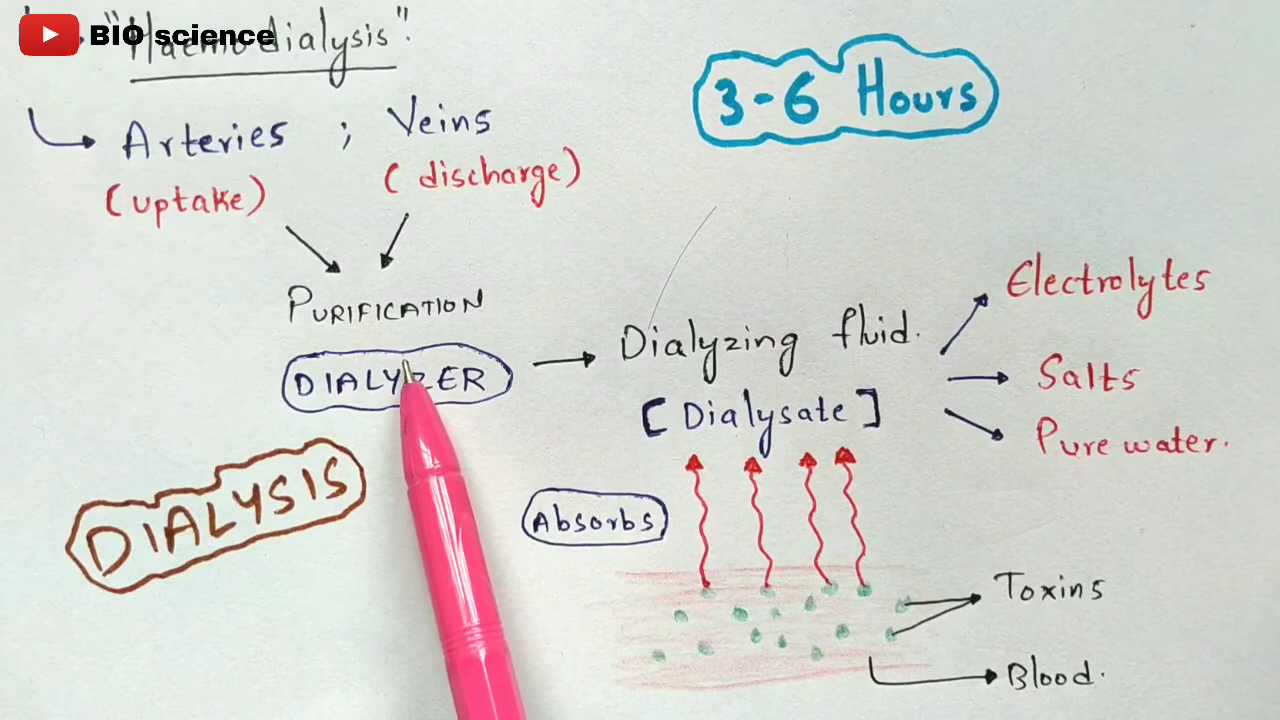 BIO science
"Haemodialysis".
Arteries ; Veins
(uptake) (discharge)
3-6 Hours
PURIFICATION
DIALYZER
Dialyzing fluid.
[Dialysate]
Electrolytes
Salts
Pure water.
DIALYSIS
Absorbs
Toxins
Blood.